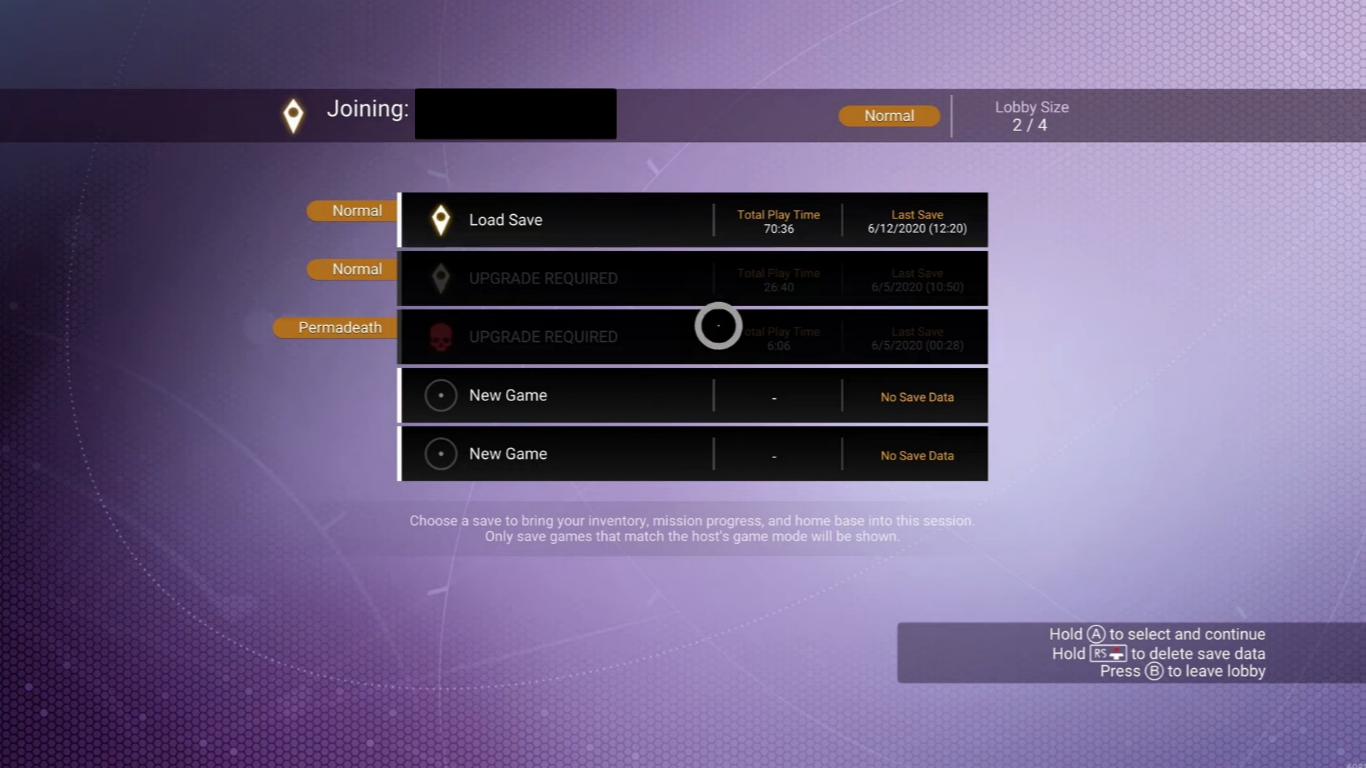 Joining:
Normal
Lobby Size
2 / 4
Normal
Load Save
Total Play Time
70:36
Last Save
6/12/2020 (12:20)
Normal
UPGRADE REQUIRED
Total Play Time
26:40
Last Save
6/5/2020 (10:50)
Permadeath
UPGRADE REQUIRED
Total Play Time
6:06
Last Save
6/5/2020 (00:28)
New Game
-
No Save Data
New Game
-
No Save Data
Choose a save to bring your inventory, mission progress, and home base into this session.
Only save games that match the host's game mode will be shown.
Hold A to select and continue
Hold RS to delete save data
Press B to leave lobby